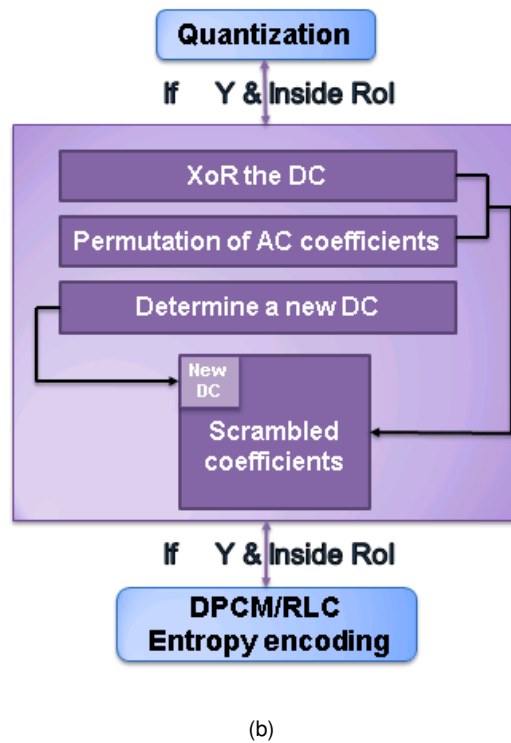 Quantization
If Y & Inside RoI
XoR the DC
Permutation of AC coefficients
Determine a new DC
New
DC
Scrambled
coefficients
If Y & Inside RoI
DPCM/RLC
Entropy encoding
(b)